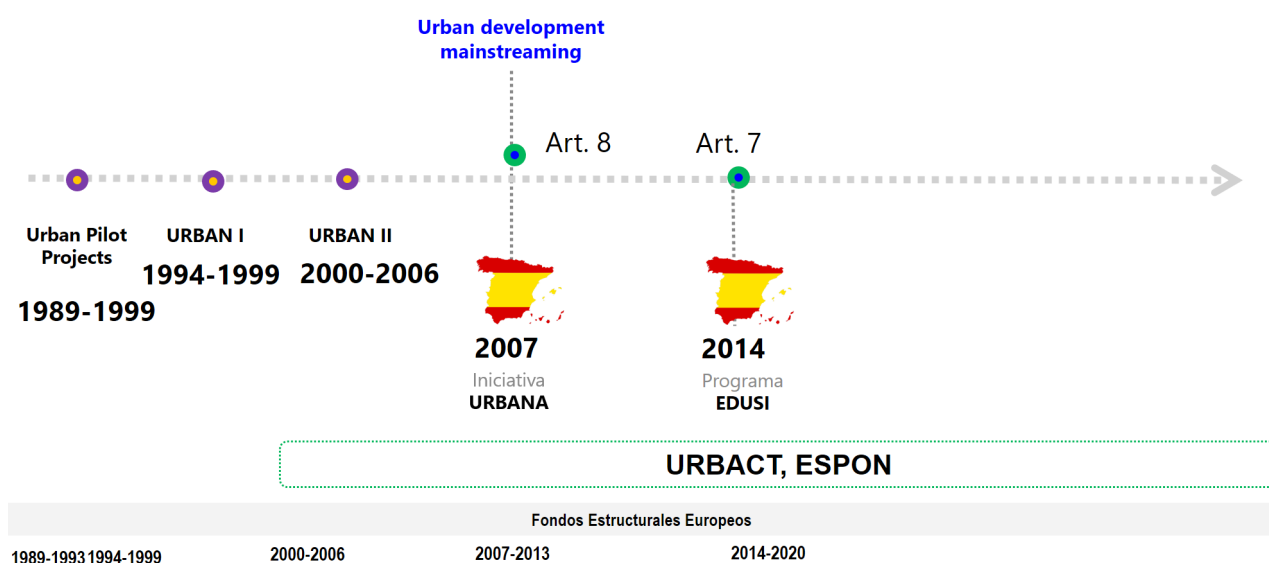 Urban development
mainstreaming
Art. 8
Art. 7
Urban Pilot
Projects
1989-1999
URBAN I
1994-1999
URBAN II
2000-2006
2007
Iniciativa
URBANA
2014
Programa
EDUSI
URBACT, ESPON
Fondos Estructurales Europeos
1989-1993 1994-1999
2000-2006
2007-2013
2014-2020